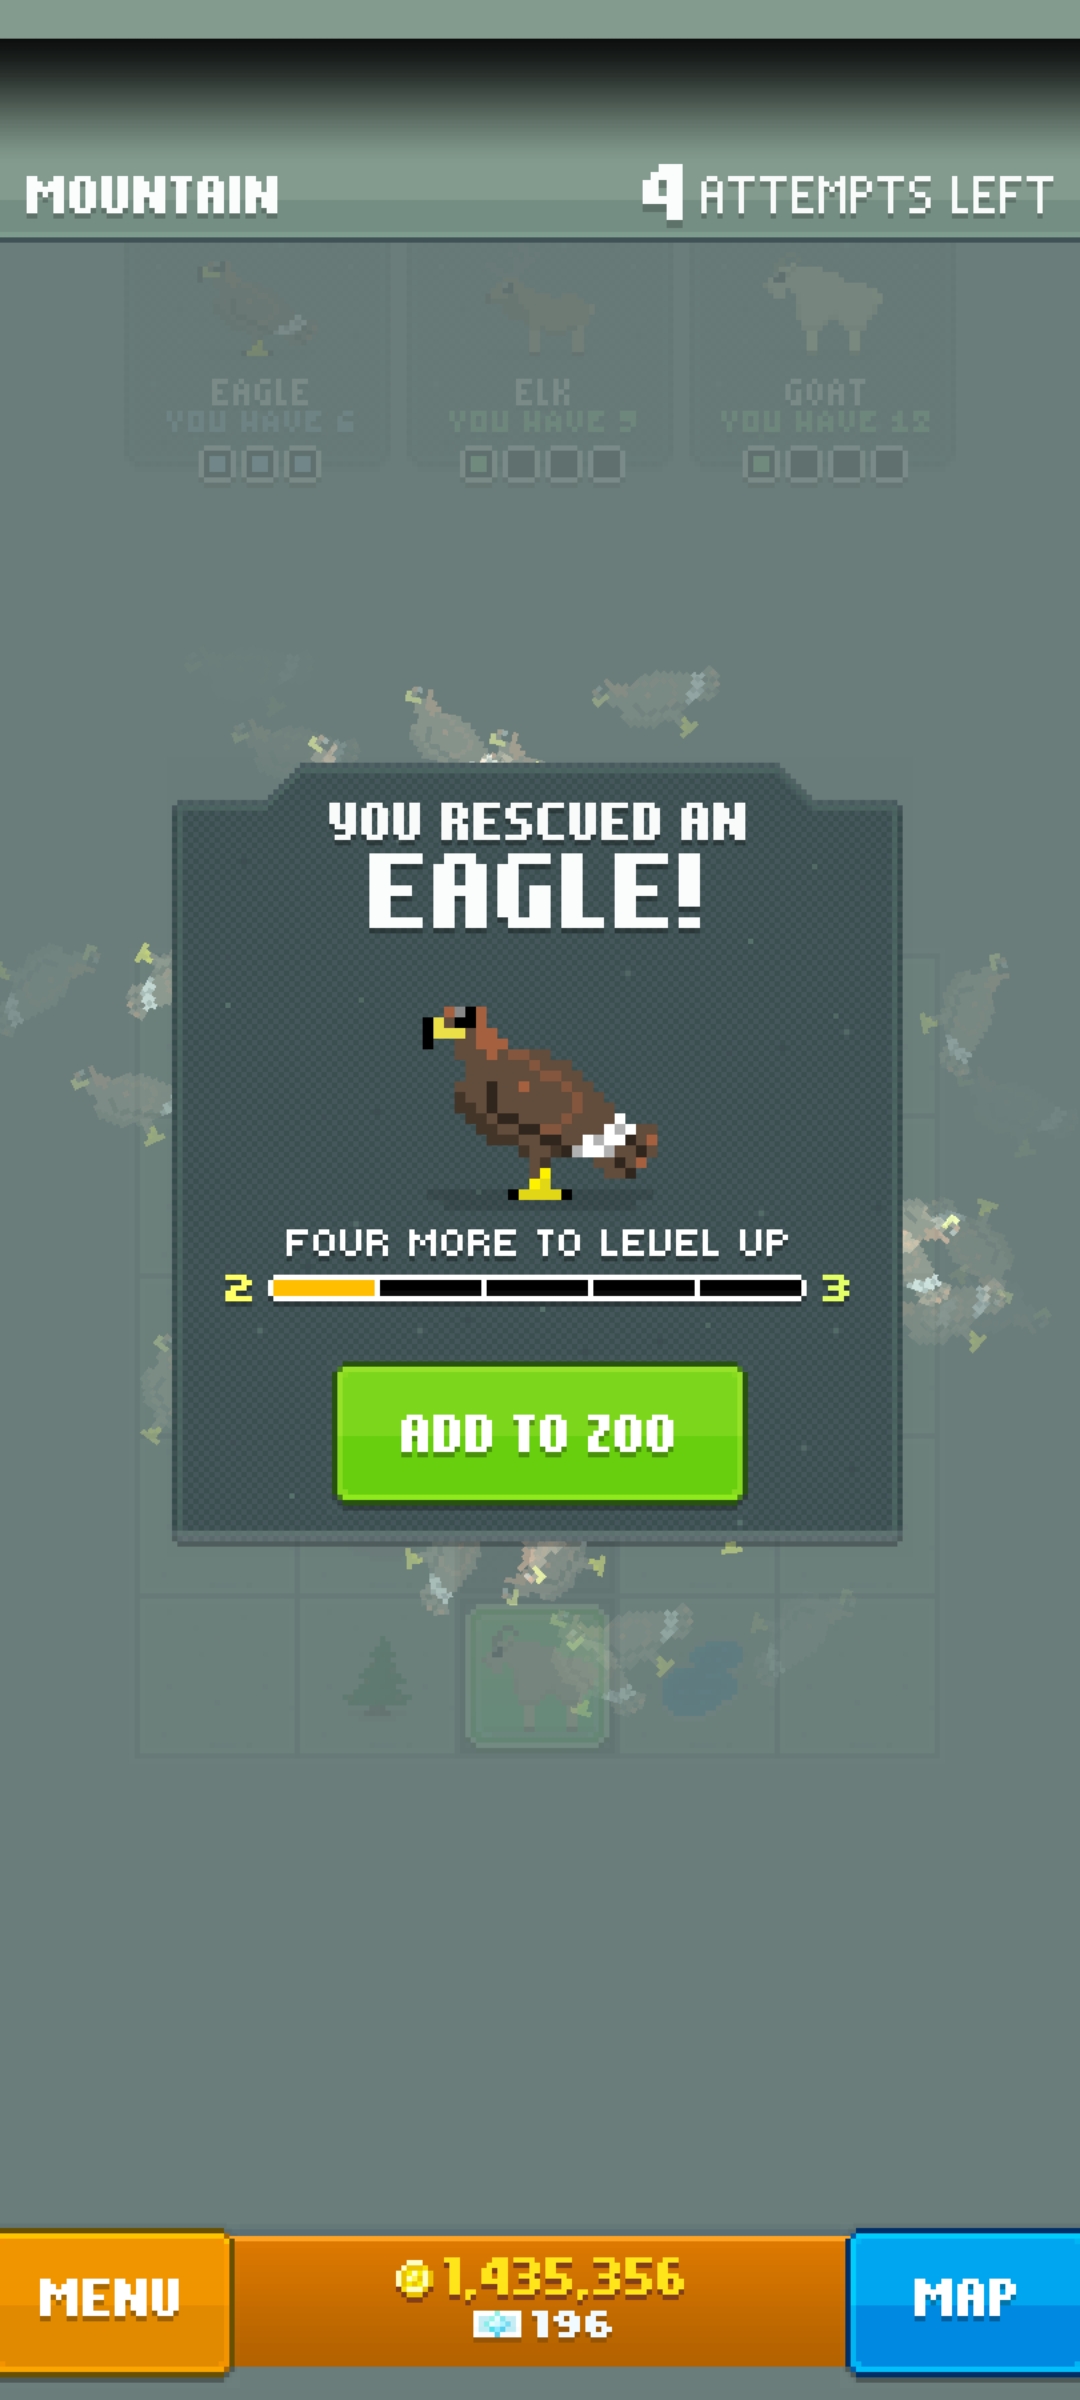 MOUNTAIN
4 ATTEMPTS LEFT
EAGLE
YOU HAVE 6
ELK
YOU HAVE 9
GOAT
YOU HAVE 12
YOU RESCUED AN
EAGLE!
FOUR MORE TO LEVEL UP
2
3
ADD TO ZOO
MENU
1,435,356
196
MAP